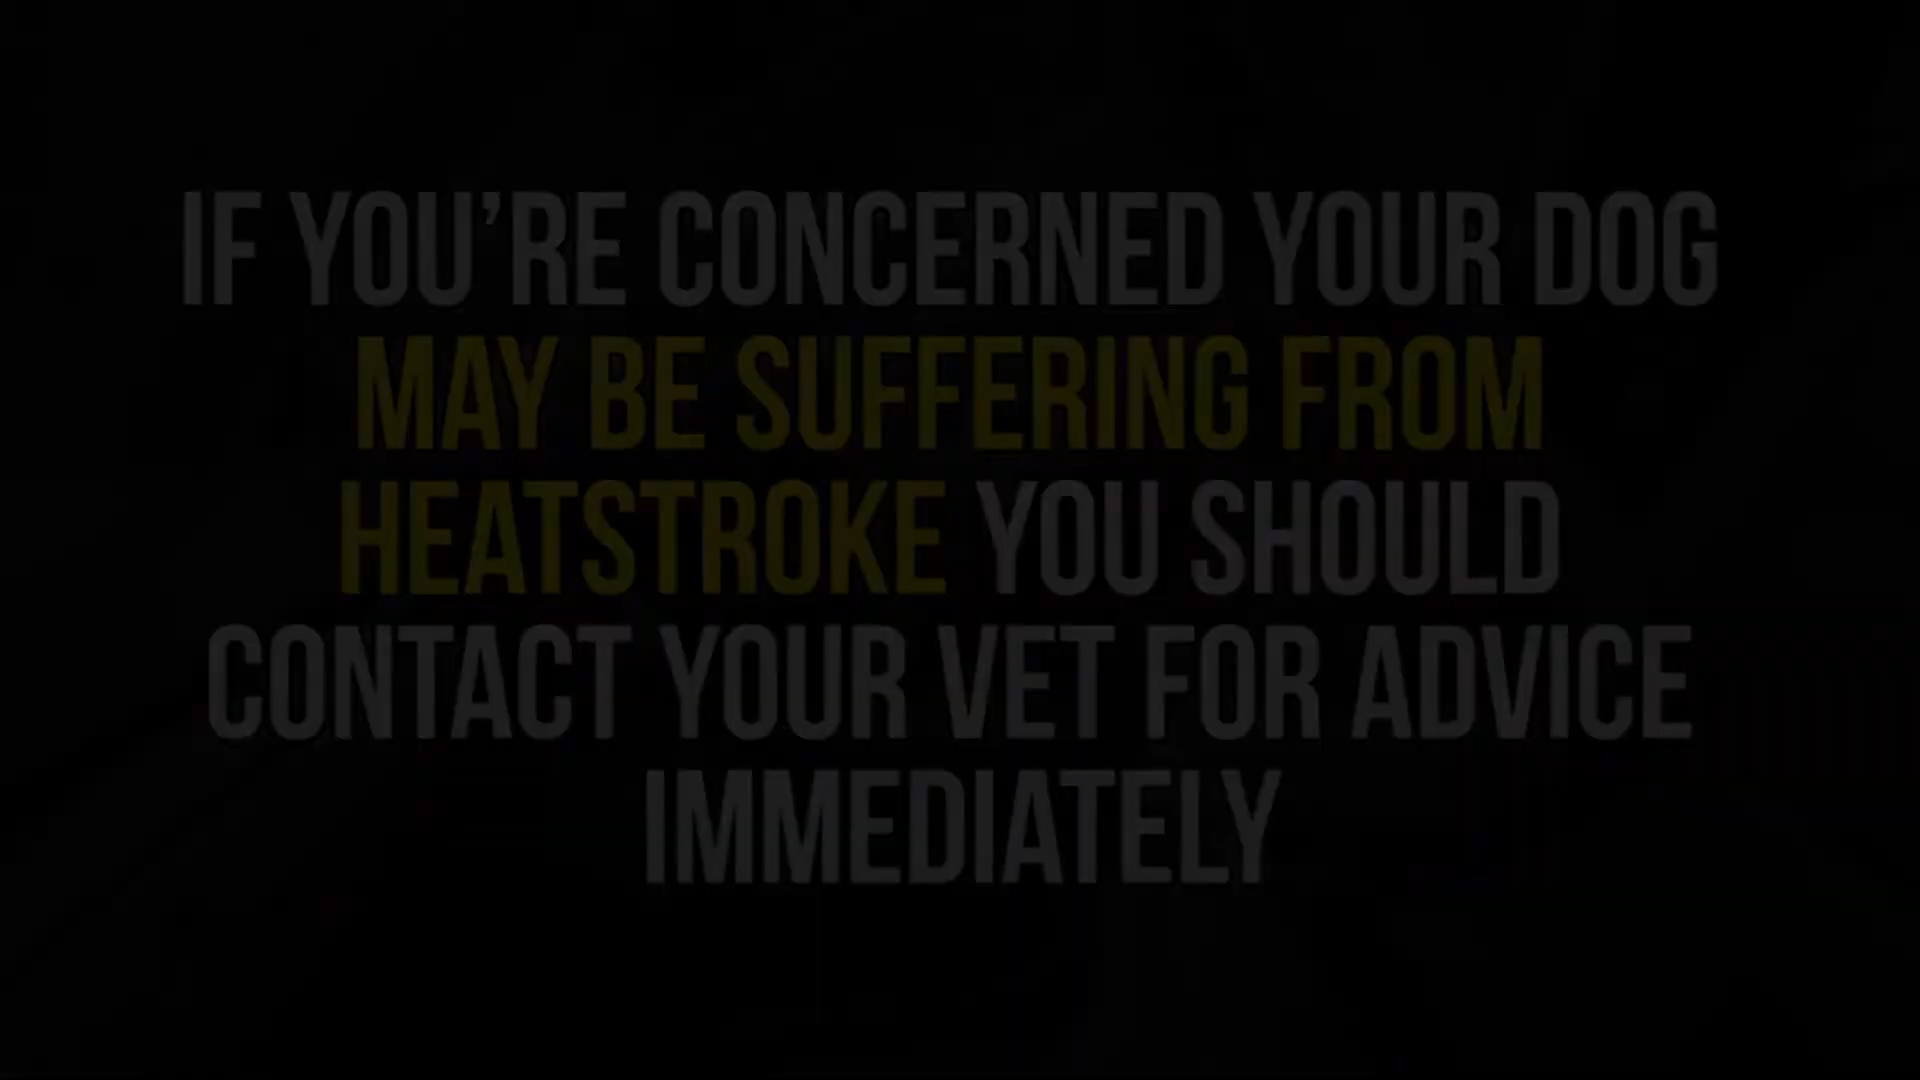 IF YOU’RE CONCERNED YOUR DOG
MAY BE SUFFERING FROM
HEATSTROKE YOU SHOULD
CONTACT YOUR VET FOR ADVICE
IMMEDIATELY